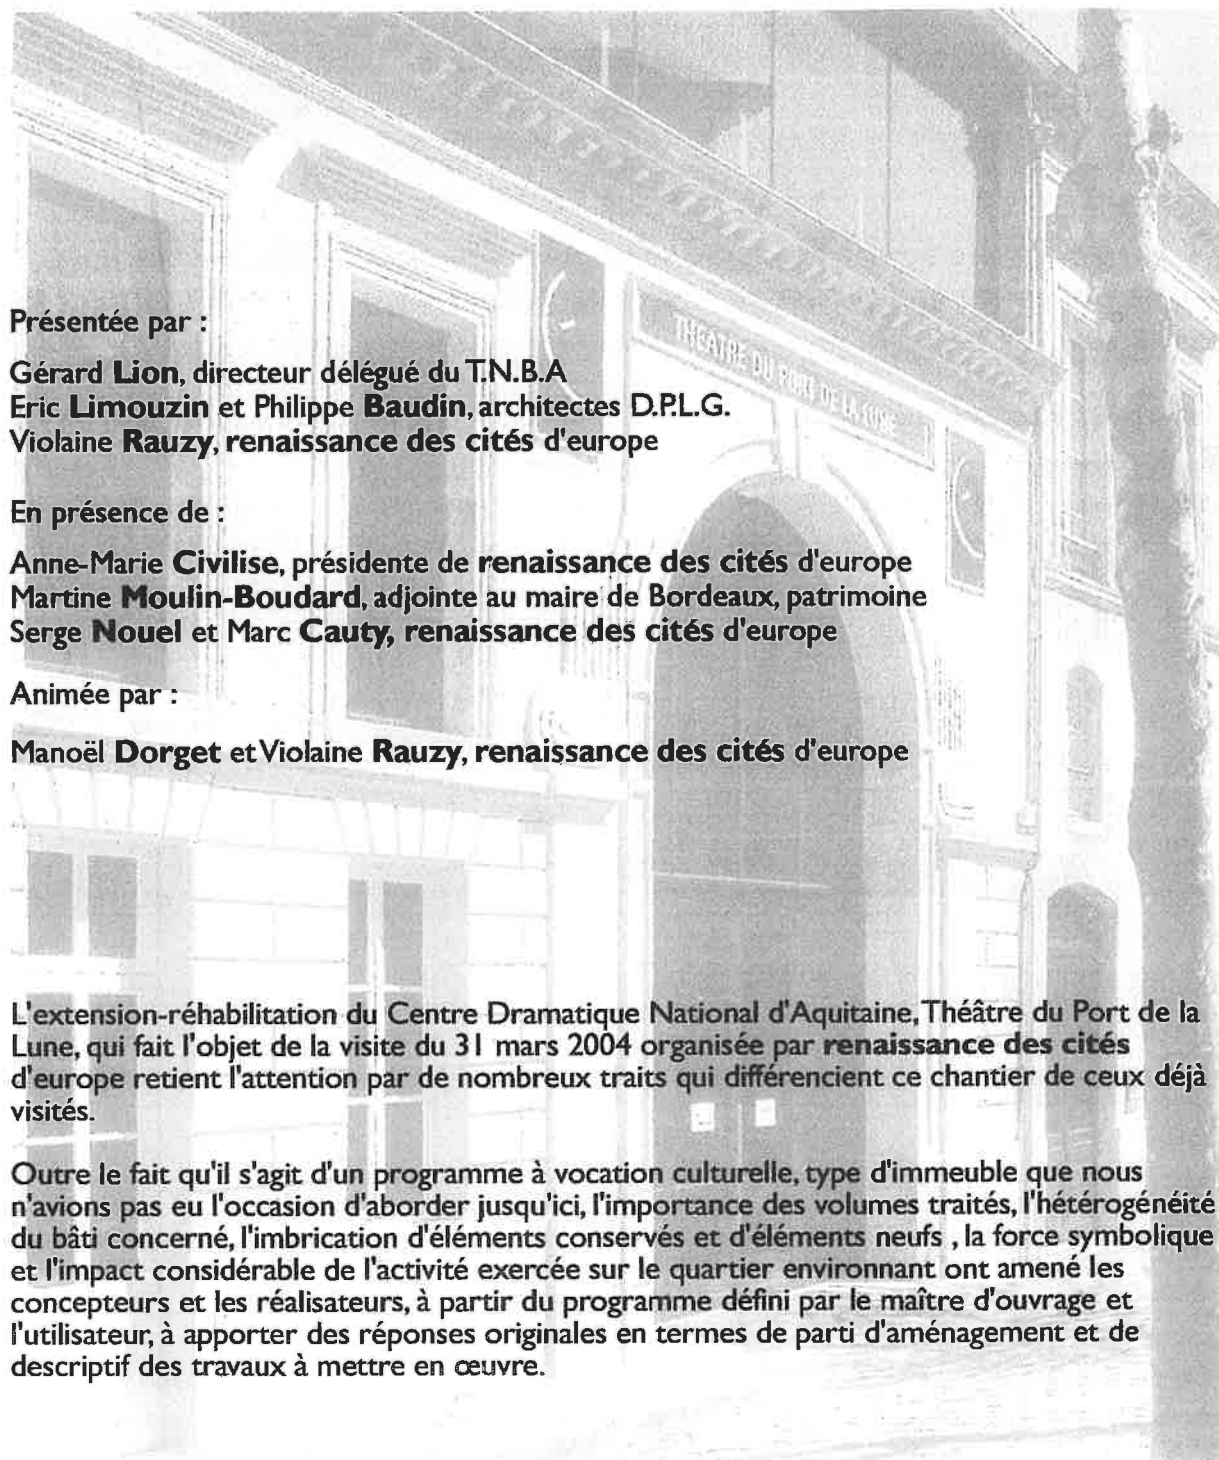 THÉATRE DU PORT DE LA LUNE
Présentée par :
Gérard Lion, directeur délégué du T.N.B.A
Eric Limouzin et Philippe Baudin, architectes D.P.L.G.
Violaine Rauzy, renaissance des cités d'europe
En présence de :
Anne-Marie Civilise, présidente de renaissance des cités d'europe
Martine Moulin-Boudard, adjointe au maire de Bordeaux, patrimoine
Serge Nouel et Marc Cauty, renaissance des cités d'europe
Animée par :
Manoël Dorget et Violaine Rauzy, renaissance des cités d'europe
L'extension-réhabilitation du Centre Dramatique National d'Aquitaine, Théâtre du Port de la
Lune, qui fait l'objet de la visite du 31 mars 2004 organisée par renaissance des cités
d'europe retient l'attention par de nombreux traits qui différencient ce chantier de ceux déjà
visités.
Outre le fait qu'il s'agit d'un programme à vocation culturelle, type d'immeuble que nous
n'avions pas eu l'occasion d'aborder jusqu'ici, l'importance des volumes traités, l'hétérogénéité
du bâti concerné, l'imbrication d'éléments conservés et d'éléments neufs , la force symbolique
et l'impact considérable de l'activité exercée sur le quartier environnant ont amené les
concepteurs et les réalisateurs, à partir du programme défini par le maître d'ouvrage et
l'utilisateur, à apporter des réponses originales en termes de parti d'aménagement et de
descriptif des travaux à mettre en œuvre.